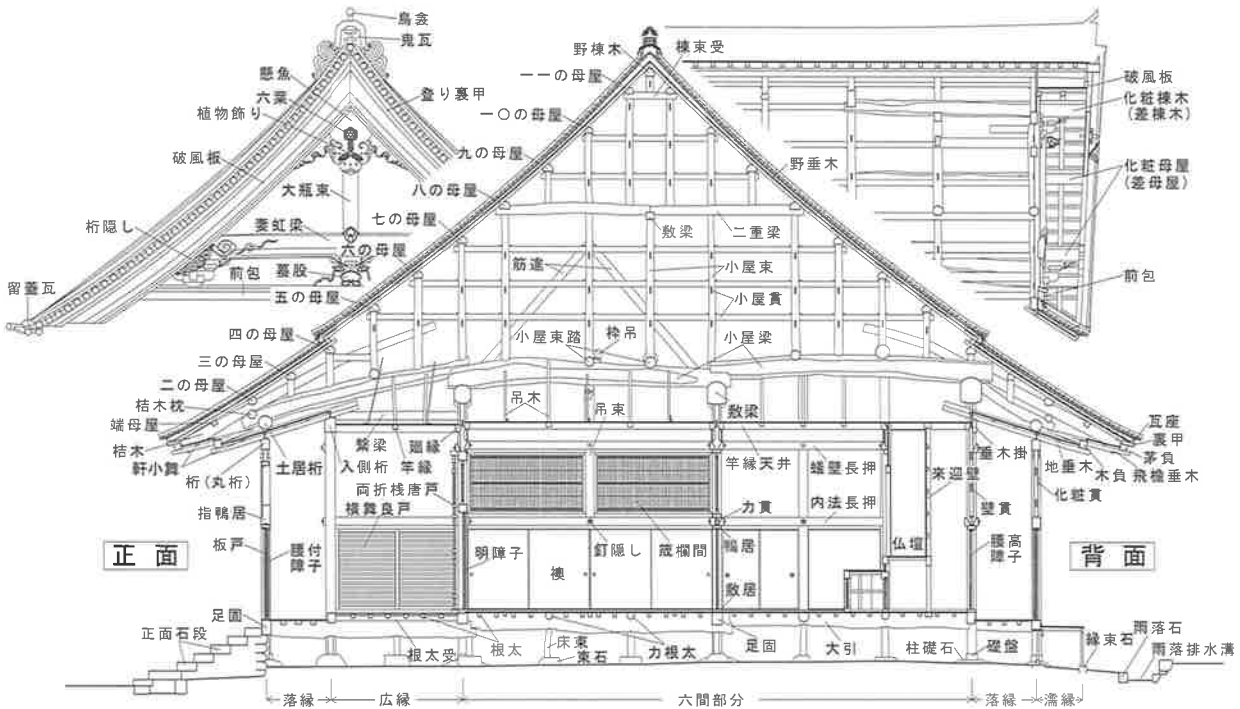 鳥衾
鬼瓦
懸魚
六葉
植物飾り
登り裏甲
破風板
大瓶束
桁隠し
妻虹梁
蟇股
前包
留蓋瓦
野棟木
棟束受
一一の母屋
一〇の母屋
九の母屋
八の母屋
七の母屋
六の母屋
五の母屋
四の母屋
三の母屋
二の母屋
桔木枕
端母屋
桔木
軒小舞
野垂木
敷梁
二重梁
筋違
小屋束
小屋貫
小屋束踏
枠吊
小屋梁
破風板
化粧棟木
(差棟木)
化粧母屋
(差母屋)
前包
吊木
吊束
敷梁
繋梁
竿縁
廻縁
土居桁
入側桁
桁(丸桁)
両折桟唐戸
横舞良戸
指鴨居
板戸
腰付
障子
竿縁天井
蟻壁長押
来迎壁
垂木掛
壁貫
地垂木
化粧貫
木負
飛檐垂木
茅負
裏甲
瓦座
力貫
内法長押
明障子
襖
釘隠し
筬欄間
鴨居
敷居
仏壇
腰高
障子
正面
背面
足固
正面石段
根太受
根太
床束
束石
力根太
足固
大引
柱礎石
礎盤
縁束石
雨落石
雨落排水溝
落縁
広縁
六間部分
落縁
濡縁